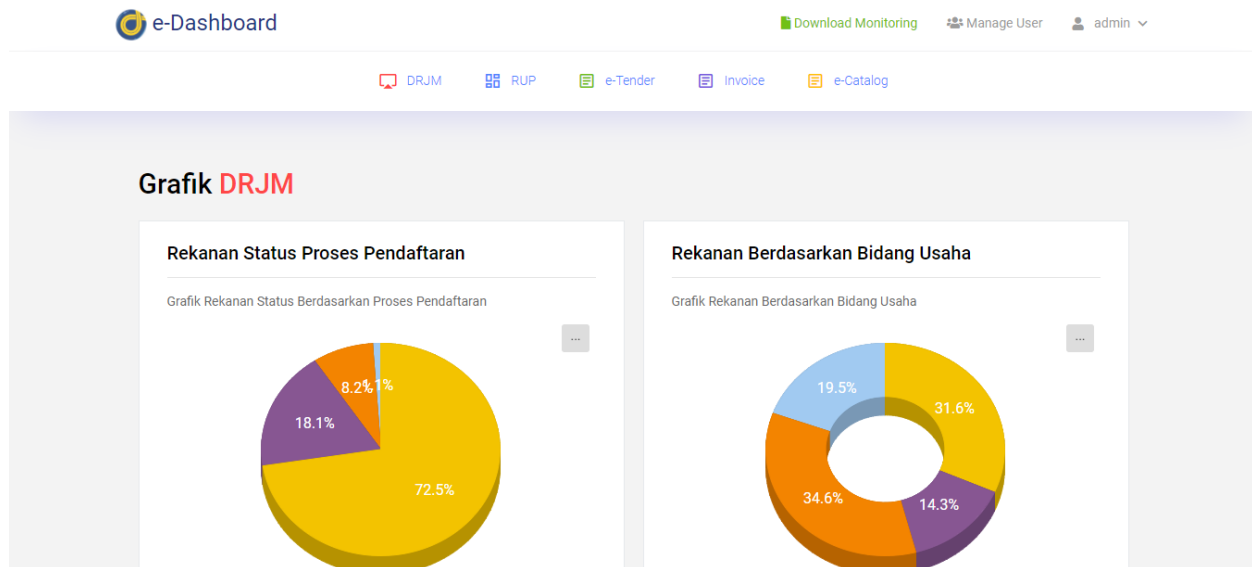 e-Dashboard
Download Monitoring
Manage User
admin
DRJM
RUP
e-Tender
Invoice
e-Catalog
Grafik DRJM
Rekanan Status Proses Pendaftaran
Grafik Rekanan Status Berdasarkan Proses Pendaftaran
...
8.2%
1.1%
18.1%
72.5%
Rekanan Berdasarkan Bidang Usaha
Grafik Rekanan Berdasarkan Bidang Usaha
...
19.5%
31.6%
34.6%
14.3%